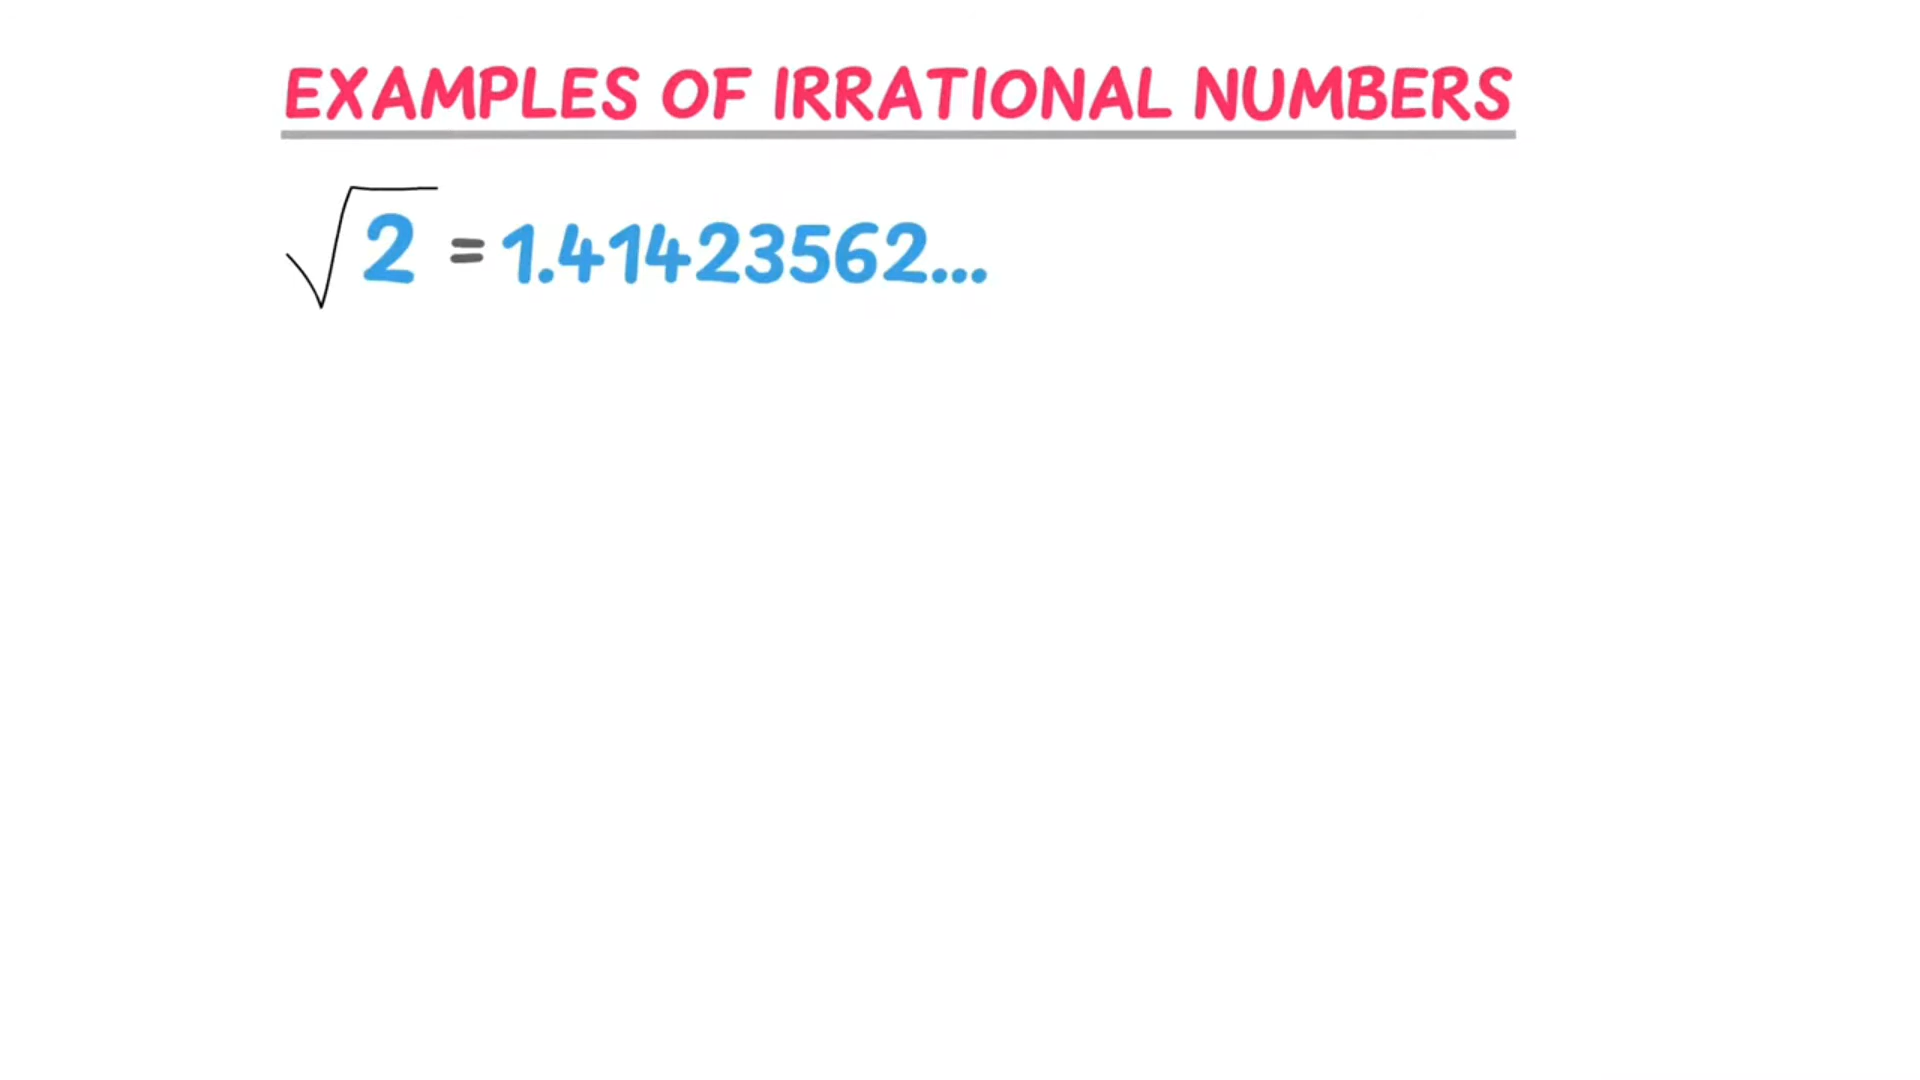 EXAMPLES OF IRRATIONAL NUMBERS
√2 = 1.41423562...